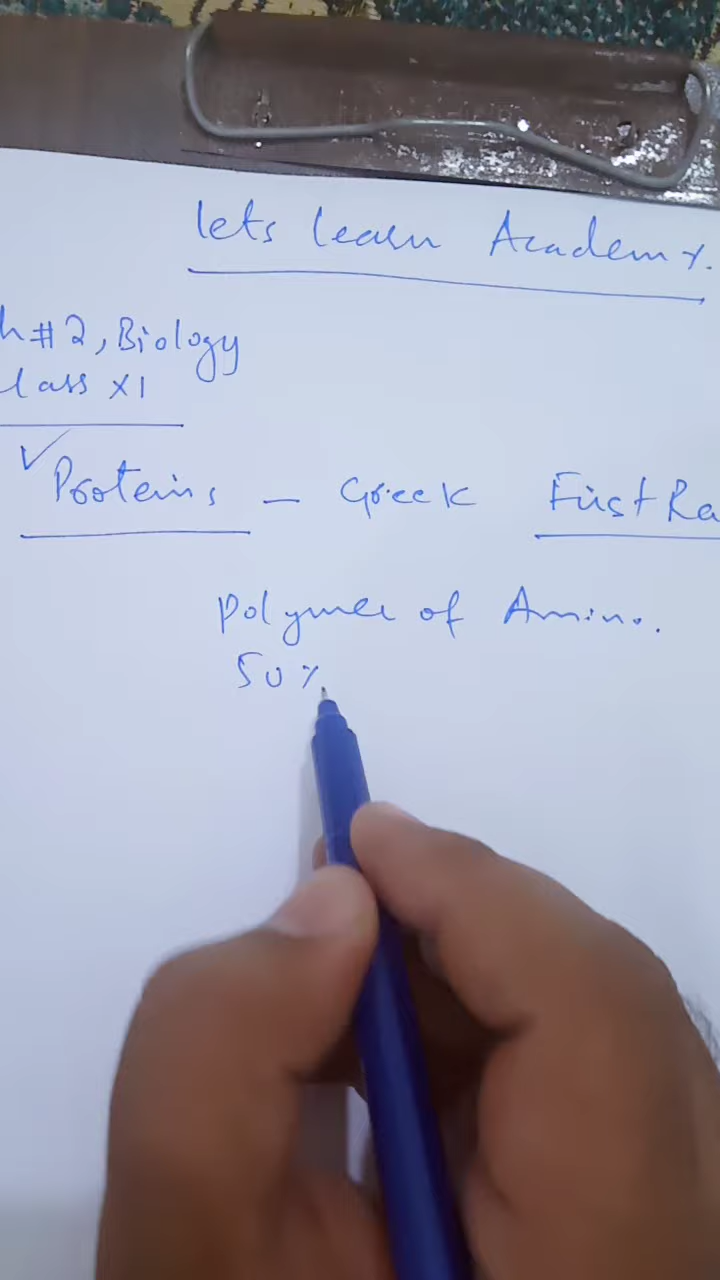 lets learn Academy.
h#2, Biology
lass XI
Proteins — Greek First Ra
polymer of Amino.
50%